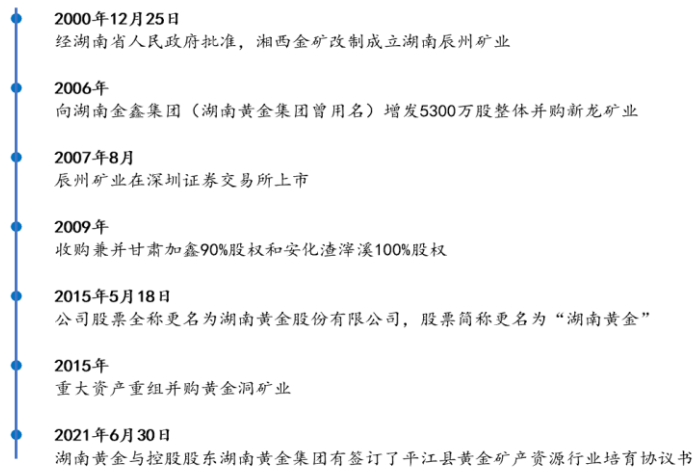 2000年12月25日
经湖南省人民政府批准，湘西金矿改制成立湖南辰州矿业
2006年
向湖南金鑫集团（湖南黄金集团曾用名）增发5300万股整体并购新龙矿业
2007年8月
辰州矿业在深圳证券交易所上市
2009年
收购兼并甘肃加鑫90%股权和安化渣滓溪100%股权
2015年5月18日
公司股票全称更名为湖南黄金股份有限公司，股票简称更名为“湖南黄金”
2015年
重大资产重组并购黄金洞矿业
2021年6月30日
湖南黄金与控股股东湖南黄金集团有签订了平江县黄金矿产资源行业培育协议书